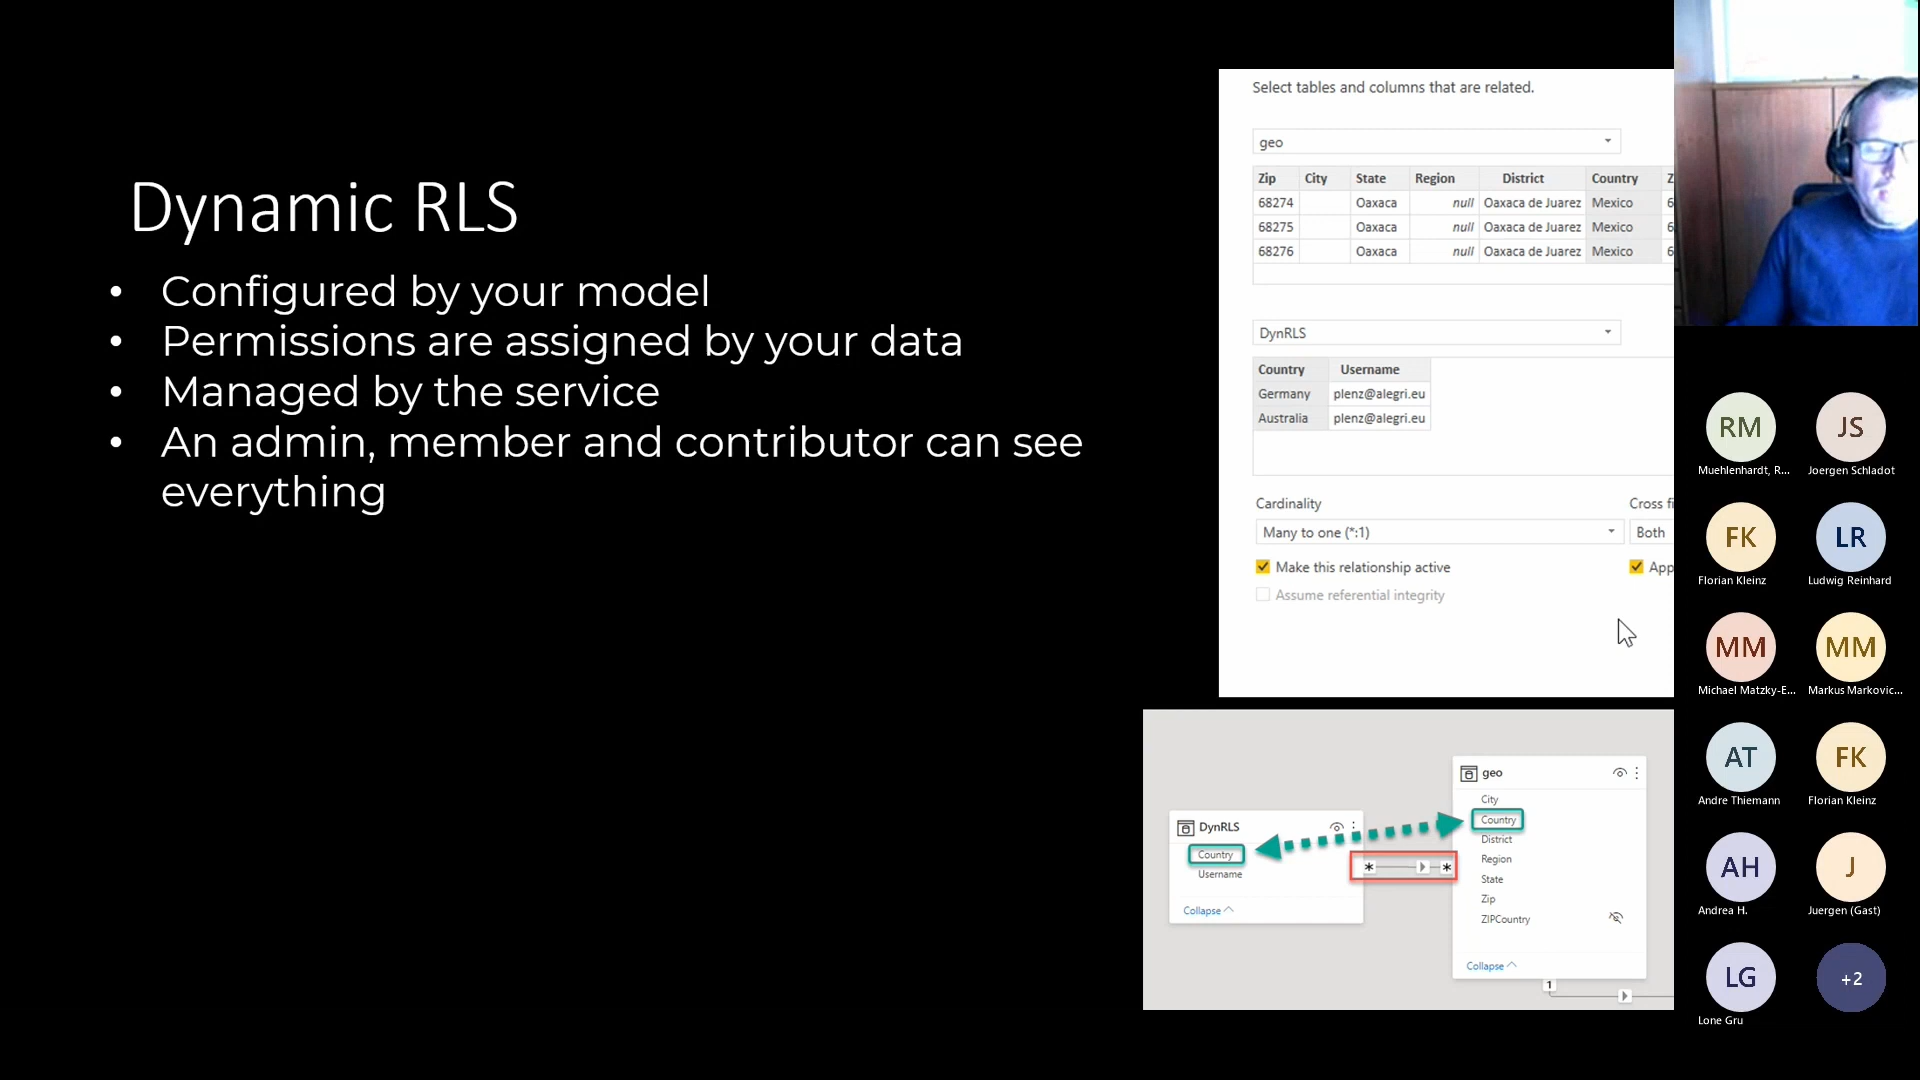 Dynamic RLS
• Configured by your model
• Permissions are assigned by your data
• Managed by the service
• An admin, member and contributor can see
everything
Select tables and columns that are related.
geo
Zip City State Region District Country Z
68274 Oaxaca null Oaxaca de Juarez Mexico 6
68275 Oaxaca null Oaxaca de Juarez Mexico 6
68276 Oaxaca null Oaxaca de Juarez Mexico 6
DynRLS
Country Username
Germany plenz@alegri.eu
Australia plenz@alegri.eu
Cardinality Cross fi
Many to one (*:1) Both
Make this relationship active App
Assume referential integrity
DynRLS
Country
Username
Collapse
* *
geo
City
Country
District
Region
State
Zip
ZIPCountry
Collapse
1
RM JS
Muehlenhardt, R... Joergen Schladot
FK LR
Florian Kleinz Ludwig Reinhard
MM MM
Michael Matzky-E... Markus Markovic...
AT FK
Andre Thiemann Florian Kleinz
AH J
Andrea H. Juergen (Gast)
LG +2
Lone Gru